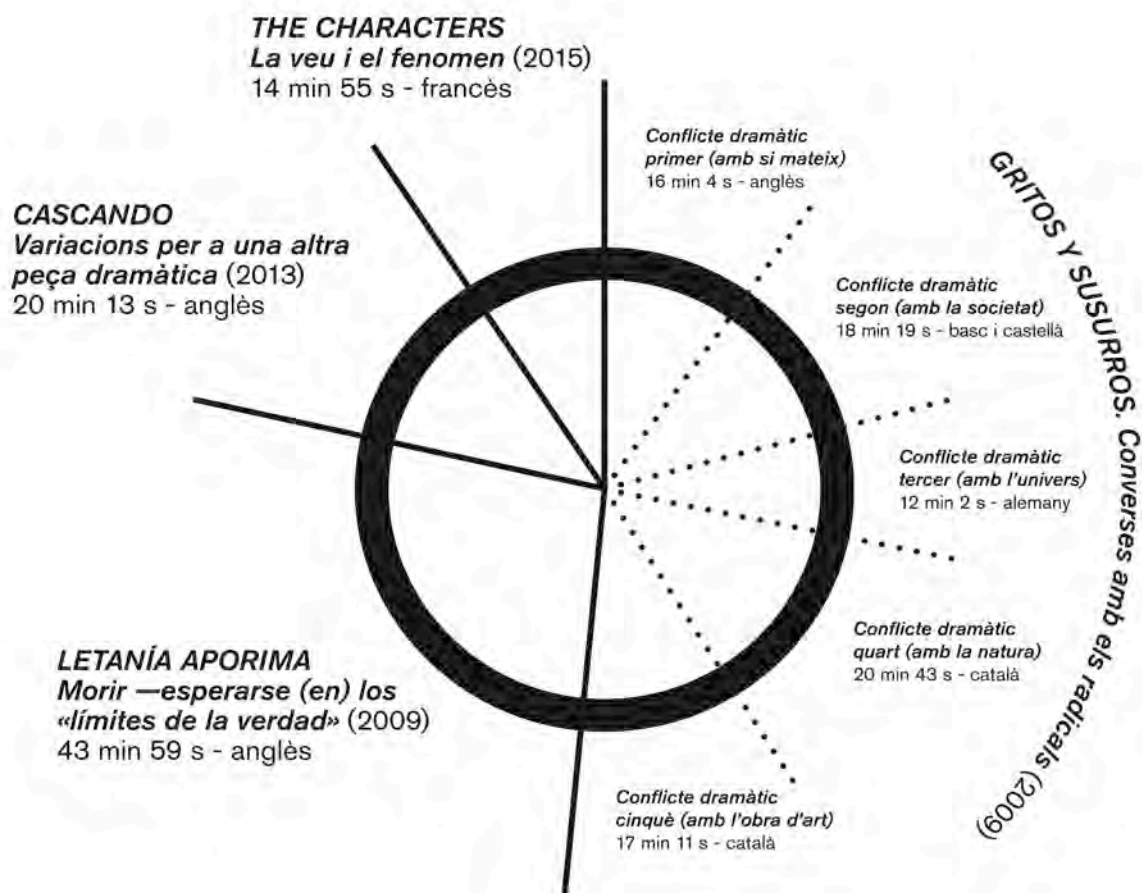 THE CHARACTERS
La veu i el fenomen (2015)
14 min 55 s - francès
CASCANDO
Variacions per a una altra
peça dramàtica (2013)
20 min 13 s - anglès
LETANÍA APORIMA
Morir —esperarse (en) los
«límites de la verdad» (2009)
43 min 59 s - anglès
Conflicte dramàtic
primer (amb si mateix)
16 min 4 s - anglès
Conflicte dramàtic
segon (amb la societat)
18 min 19 s - basc i castellà
Conflicte dramàtic
tercer (amb l'univers)
12 min 2 s - alemany
Conflicte dramàtic
quart (amb la natura)
20 min 43 s - català
Conflicte dramàtic
cinquè (amb l'obra d'art)
17 min 11 s - català
GRITOS Y SUSURROS. Converses amb els radicals (2009)